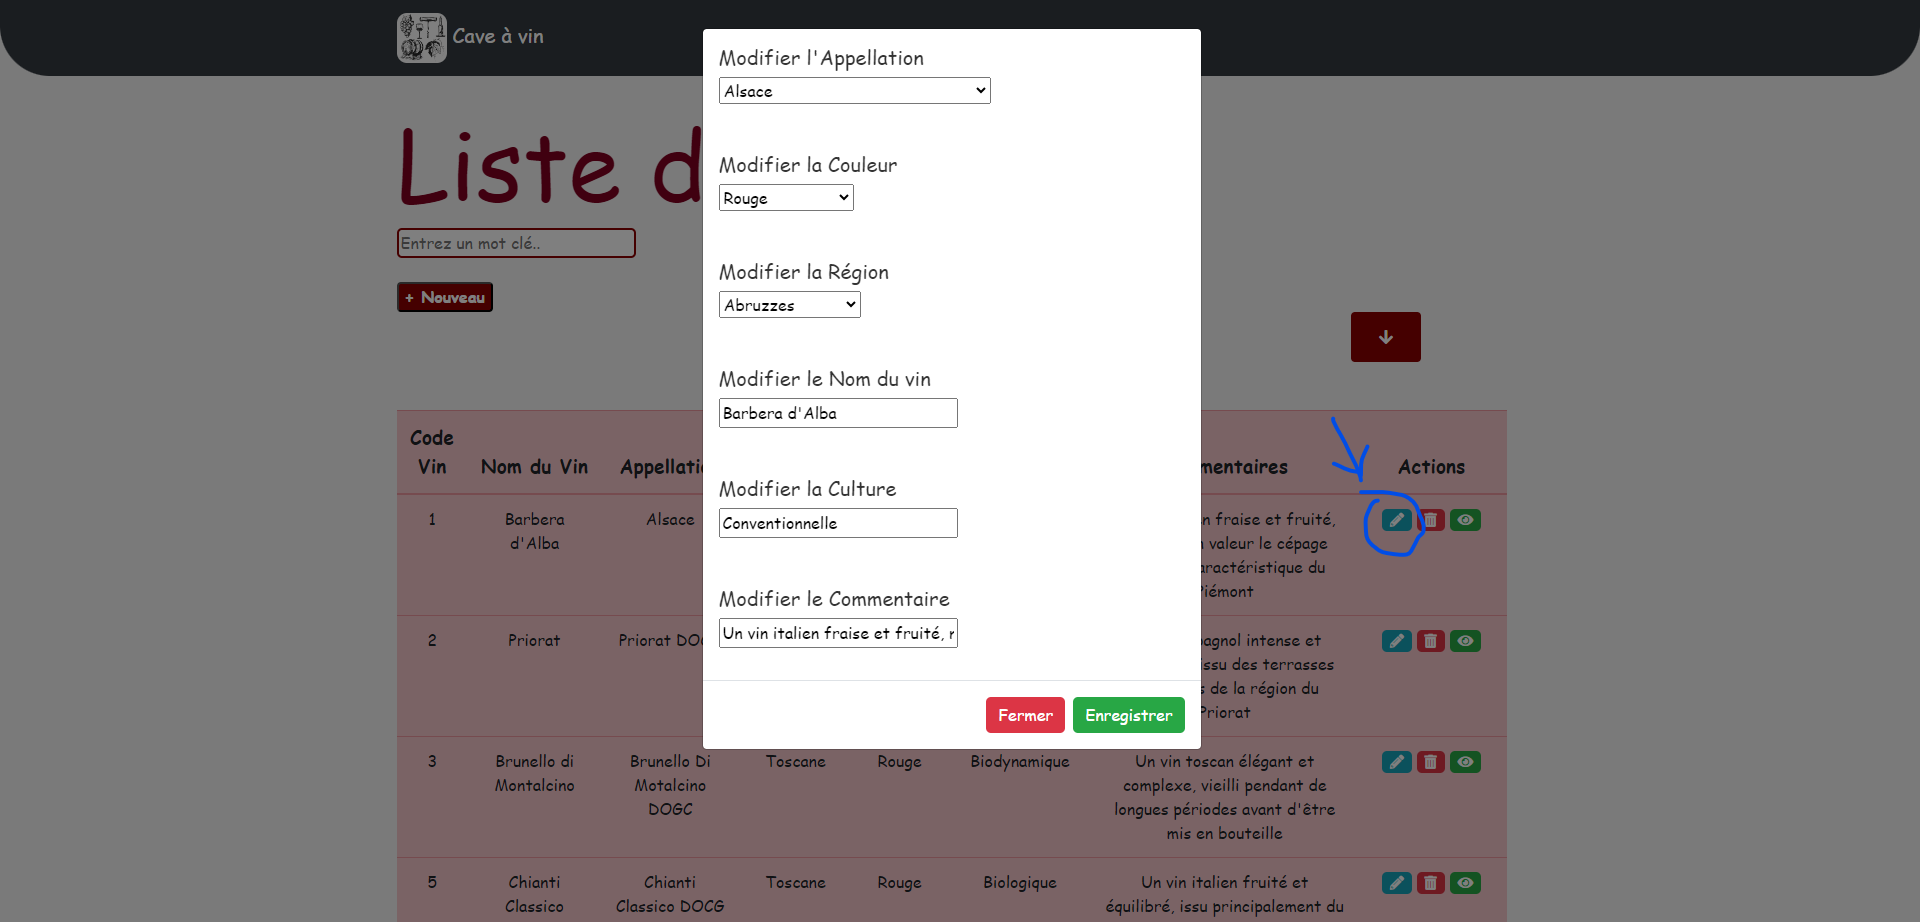 Cave à vin
Liste d
Entrez un mot clé..
+ Nouveau
Modifier l'Appellation
Alsace
Modifier la Couleur
Rouge
Modifier la Région
Abruzzes
Modifier le Nom du vin
Barbera d'Alba
Modifier la Culture
Conventionnelle
Modifier le Commentaire
Un vin italien fraise et fruité, r
Fermer Enregistrer
Code
Vin Nom du Vin Appellatio mentaires Actions
1 Barbera Alsace n fraise et fruité,
d'Alba valeur le cépage
aractéristique du
Piémont
2 Priorat Priorat DO agnol intense et
issu des terrasses
s de la région du
Priorat
3 Brunello di Brunello Di Toscane Rouge Biodynamique Un vin toscan élégant et
Montalcino Motalcino complexe, vieilli pendant de
DOGC longues périodes avant d'être
mis en bouteille
5 Chianti Chianti Toscane Rouge Biologique Un vin italien fruité et
Classico Classico DOCG équilibré, issu principalement du